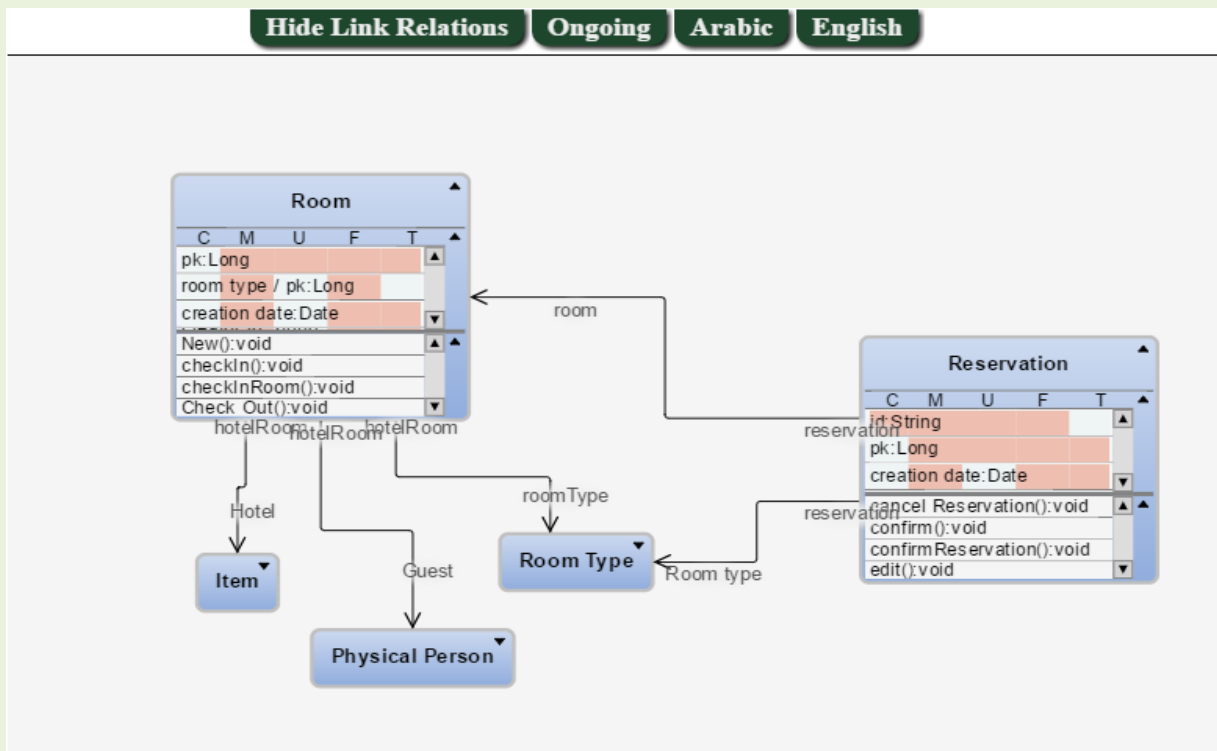 Hide Link Relations Ongoing Arabic English
Room
C M U F T
pk:Long
room type / pk:Long
creation date:Date
New():void
checkIn():void
checkInRoom():void
Check Out():void
hotelRoom hotelRoom hotelRoom
room
Reservation
C M U F T
id:String
pk:Long
creation date:Date
cancel Reservation():void
confirm():void
confirmReservation():void
edit():void
reservation
reservation
roomType
Hotel
Room Type
Room type
Item
Guest
Physical Person